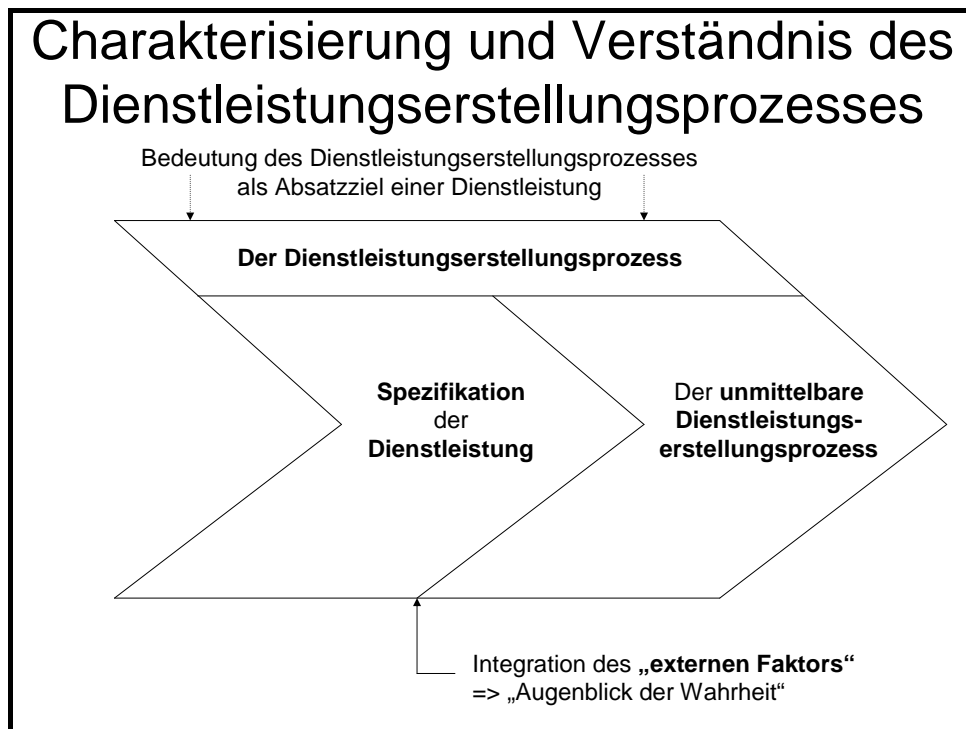 Charakterisierung und Verständnis des
Dienstleistungserstellungsprozesses
Bedeutung des Dienstleistungserstellungsprozesses
als Absatzziel einer Dienstleistung
Der Dienstleistungserstellungsprozess
Spezifikation
der
Dienstleistung
Der unmittelbare
Dienstleistungs-
erstellungsprozess
Integration des „externen Faktors“
=> „Augenblick der Wahrheit“